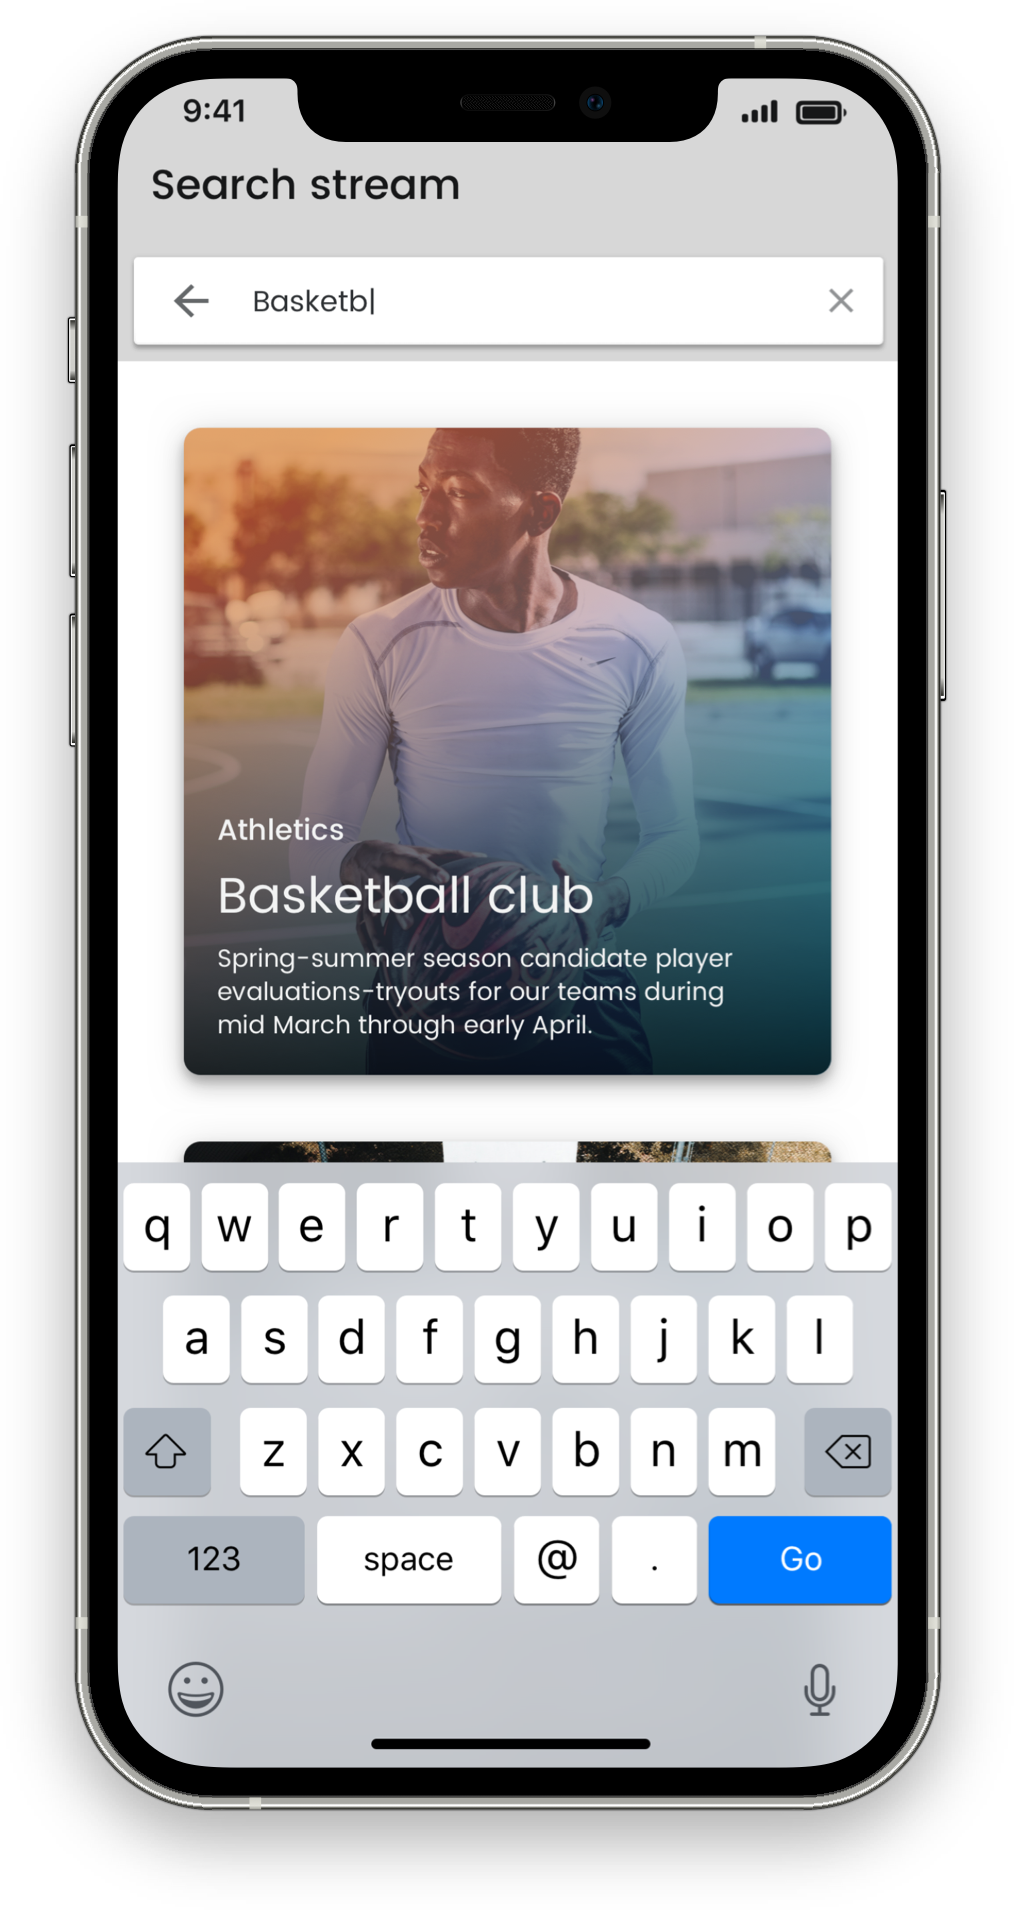 9:41
Search stream
Basketb
Athletics
Basketball club
Spring-summer season candidate player
evaluations-tryouts for our teams during
mid March through early April.
q w e r t y u i o p
a s d f g h j k l
z x c v b n m
123 space @ . Go